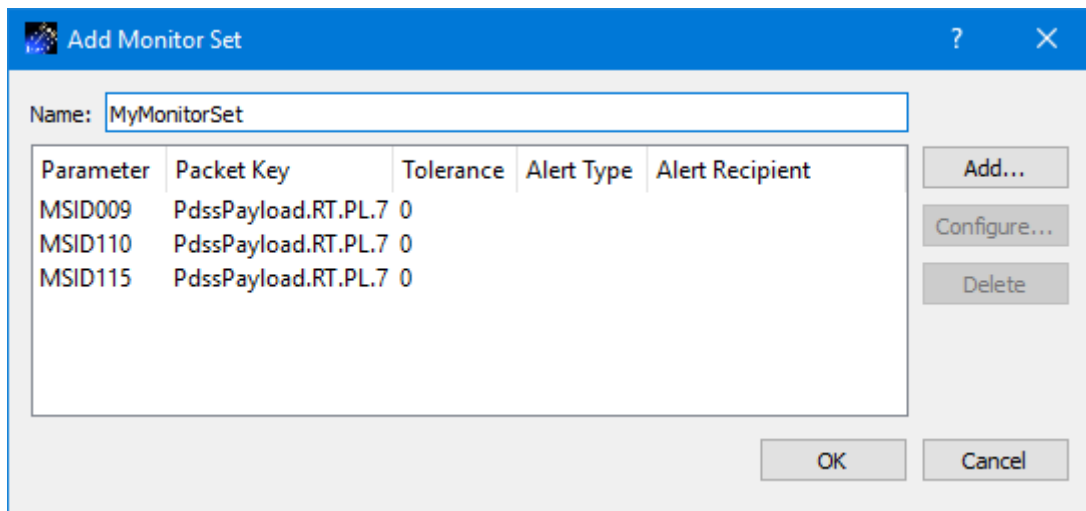 Add Monitor Set ?
Name: MyMonitorSet
Parameter Packet Key Tolerance Alert Type Alert Recipient Add...
MSID009 PdssPayload.RT.PL.7 0
MSID110 PdssPayload.RT.PL.7 0 Configure...
MSID115 PdssPayload.RT.PL.7 0 Delete
OK Cancel